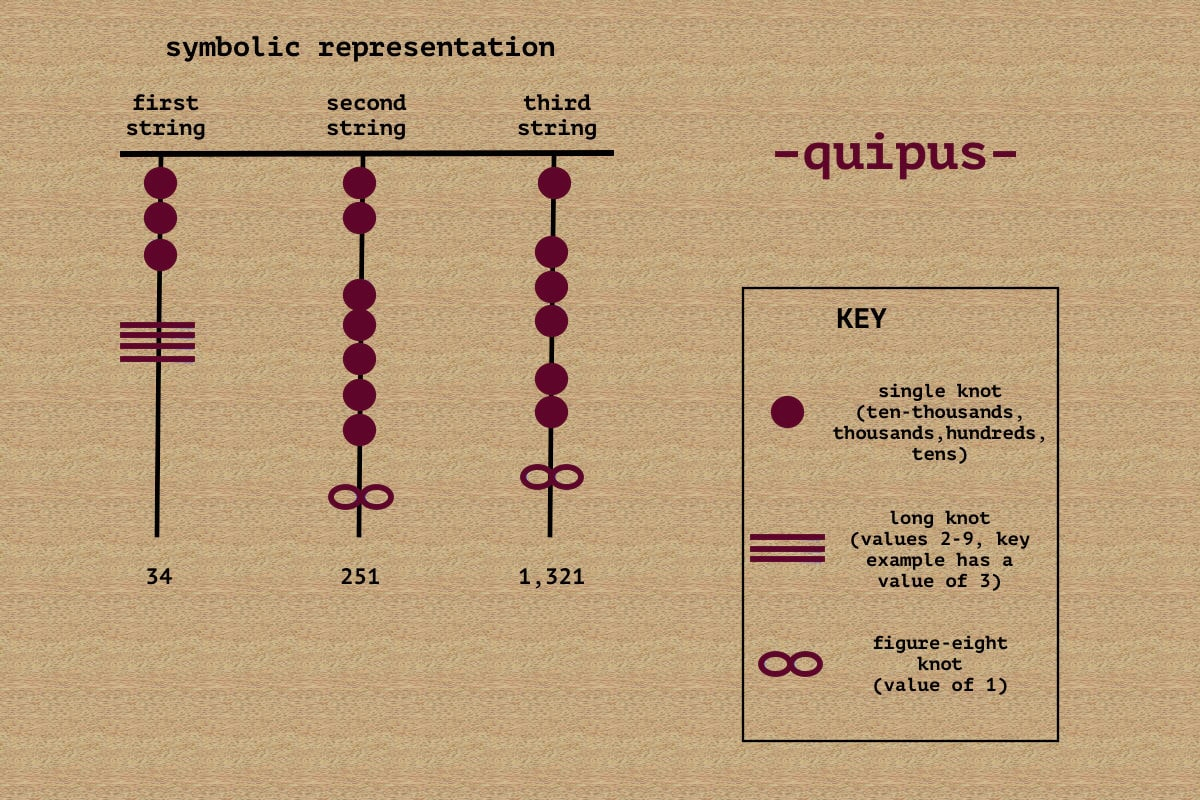 symbolic representation
first
string
second
string
third
string
34
251
1,321
-quipus-
KEY
single knot
(ten-thousands,
thousands,hundreds,
tens)
long knot
(values 2-9, key
example has a
value of 3)
figure-eight
knot
(value of 1)